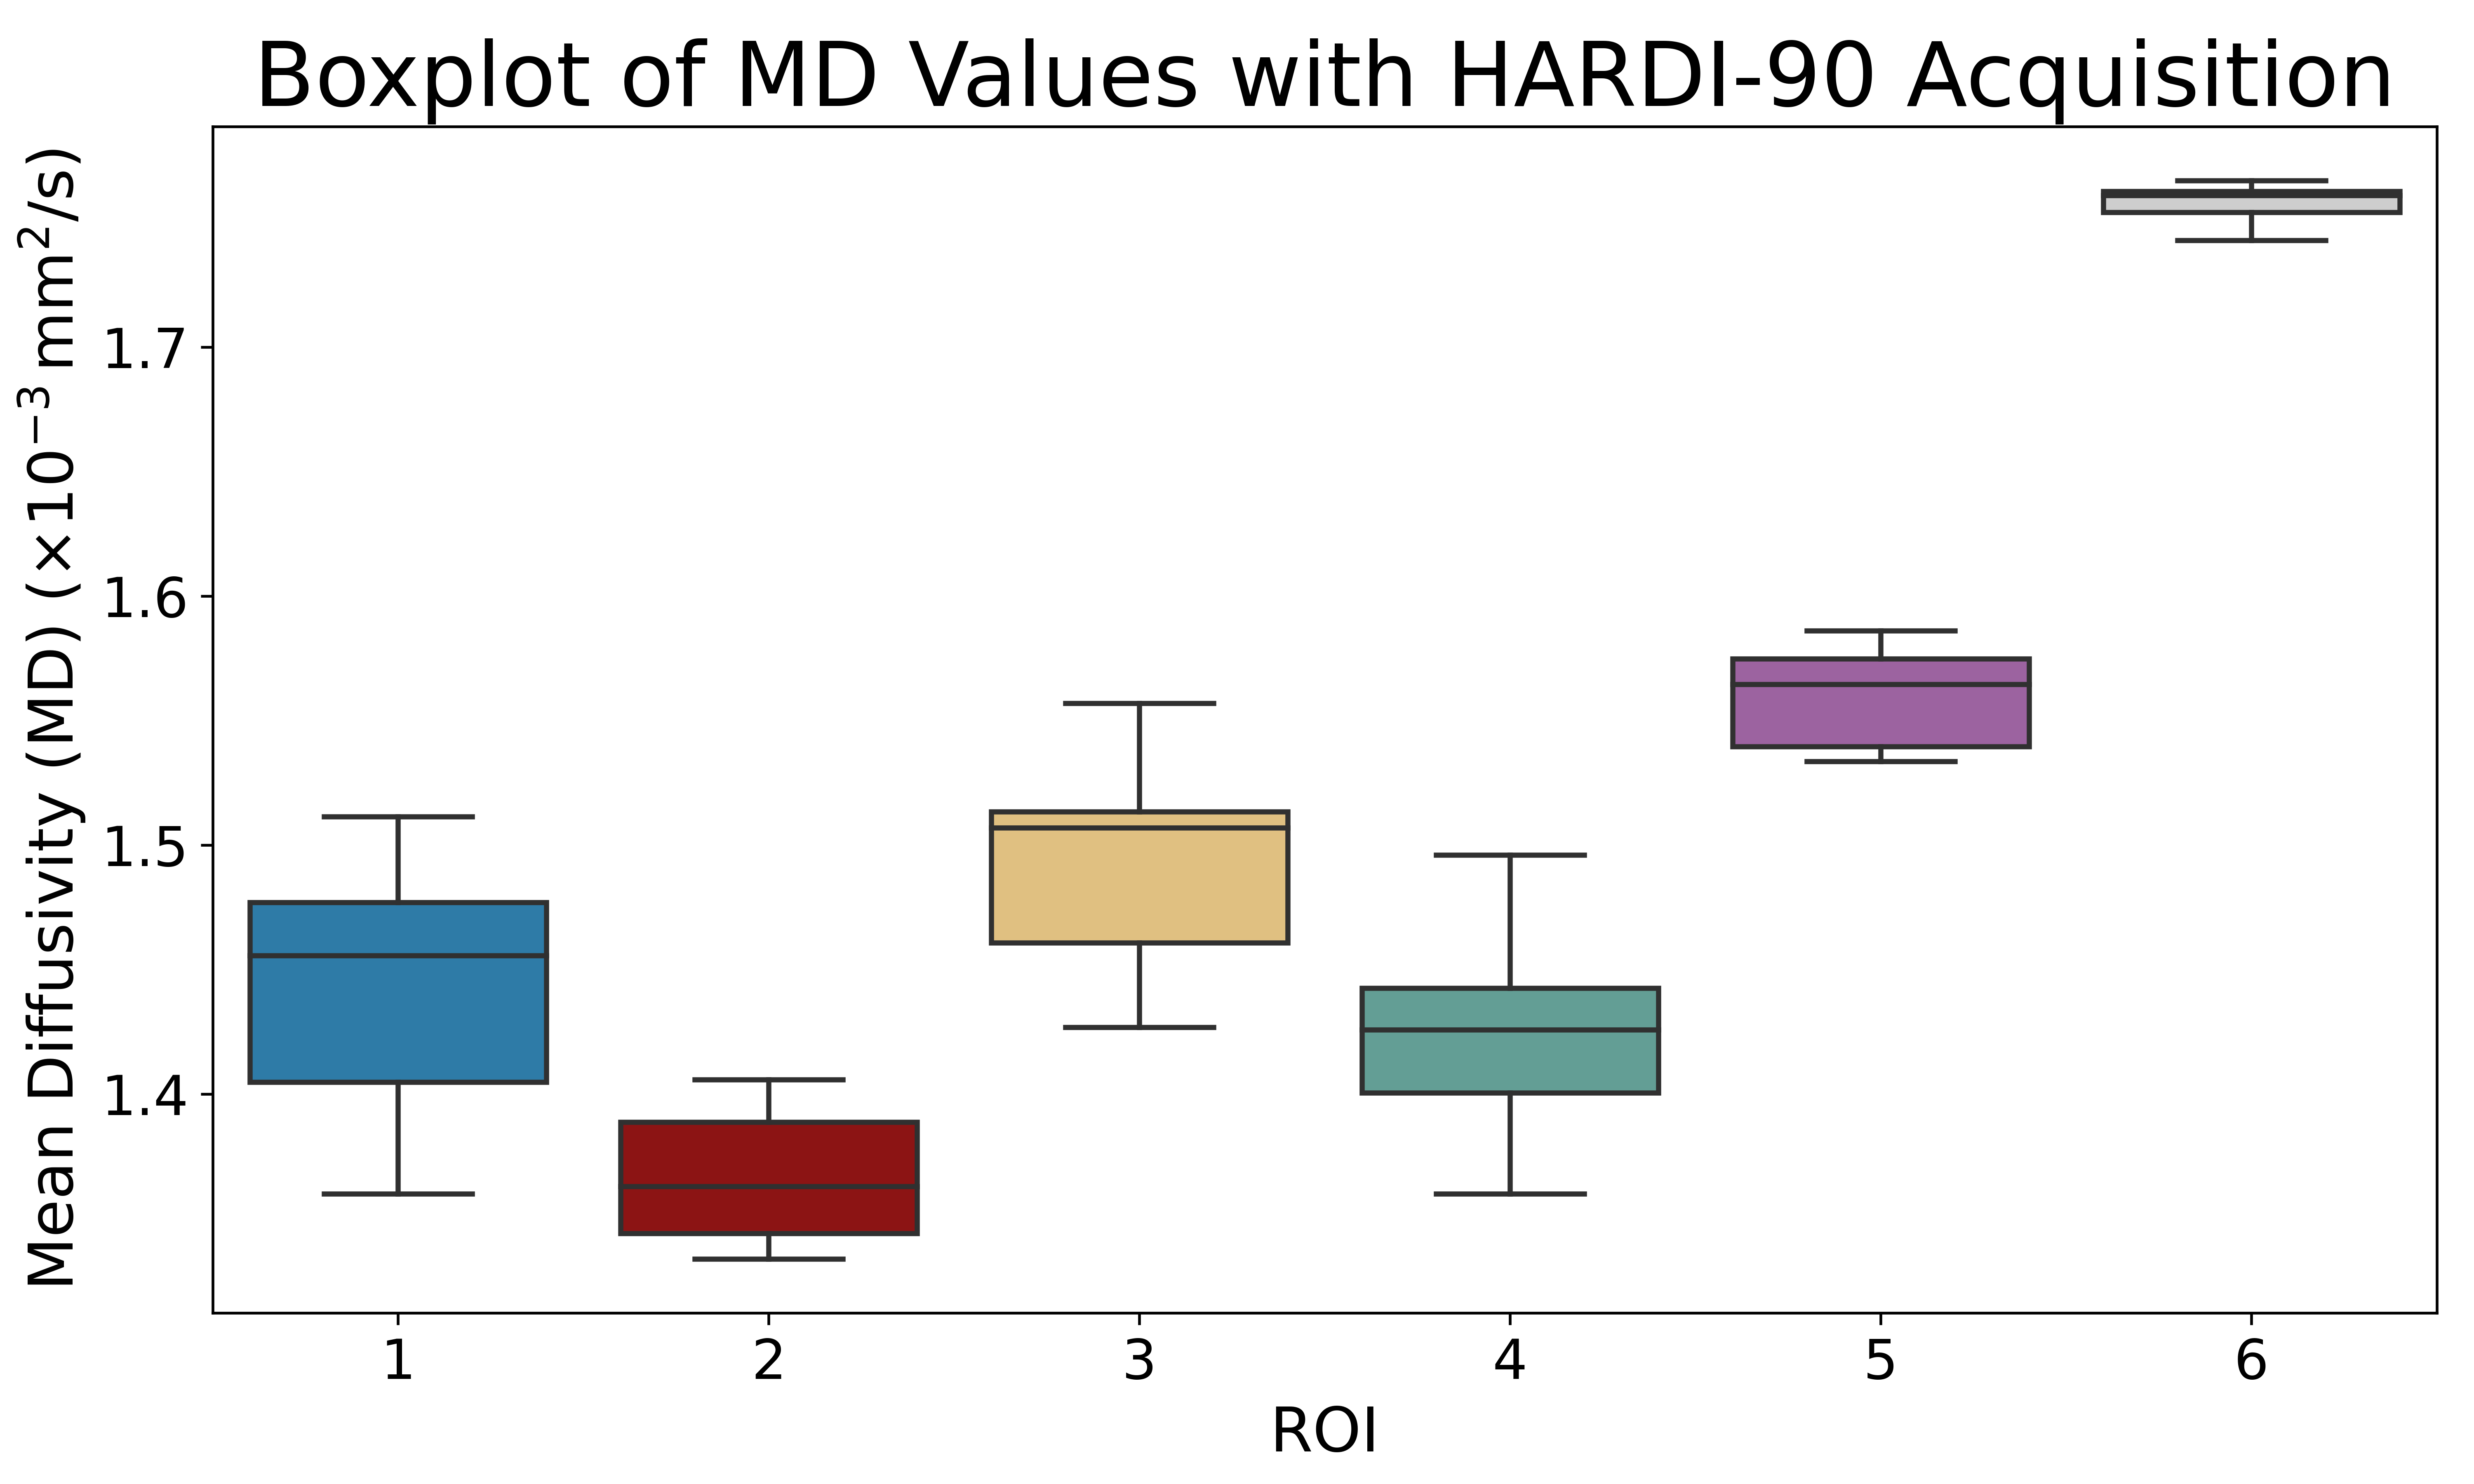 Boxplot of MD Values with HARDI-90 Acquisition
Mean Diffusivity (MD) (×10⁻³ mm²/s)
1.7
1.6
1.5
1.4
1 2 3 4 5 6
ROI